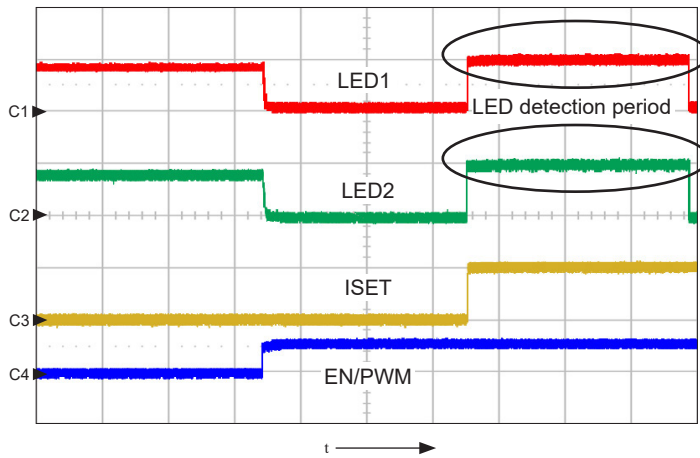 LED1
C1
LED detection period
LED2
C2
ISET
C3
C4
EN/PWM
t